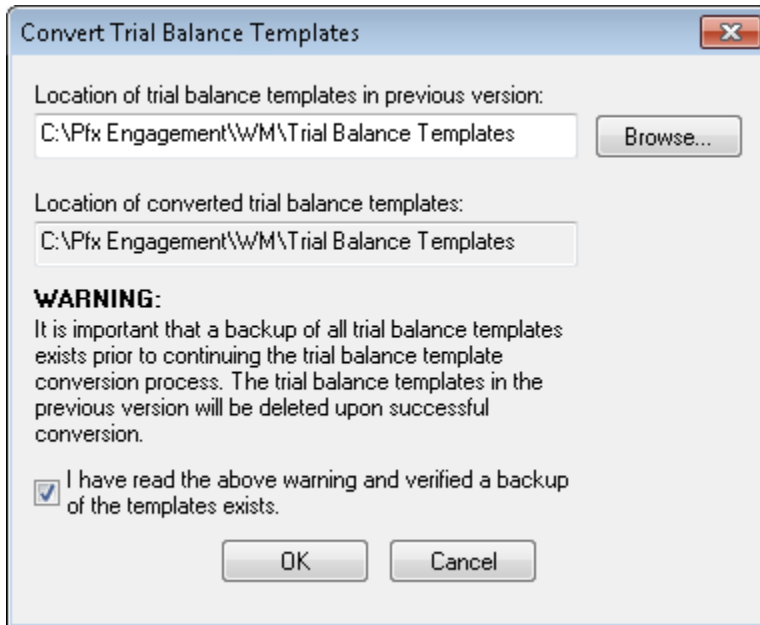 Convert Trial Balance Templates
Location of trial balance templates in previous version:
C:\Pfx Engagement\WM\Trial Balance Templates
Browse...
Location of converted trial balance templates:
C:\Pfx Engagement\WM\Trial Balance Templates
WARNING:
It is important that a backup of all trial balance templates
exists prior to continuing the trial balance template
conversion process. The trial balance templates in the
previous version will be deleted upon successful
conversion.
I have read the above warning and verified a backup
of the templates exists.
OK
Cancel